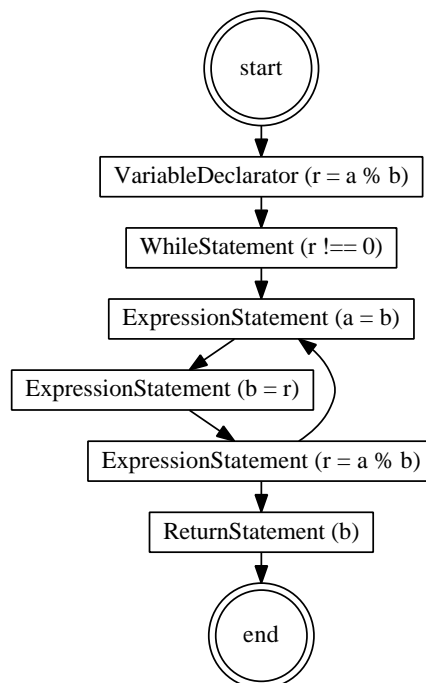 start
VariableDeclarator (r = a % b)
WhileStatement (r !== 0)
ExpressionStatement (a = b)
ExpressionStatement (b = r)
ExpressionStatement (r = a % b)
ReturnStatement (b)
end